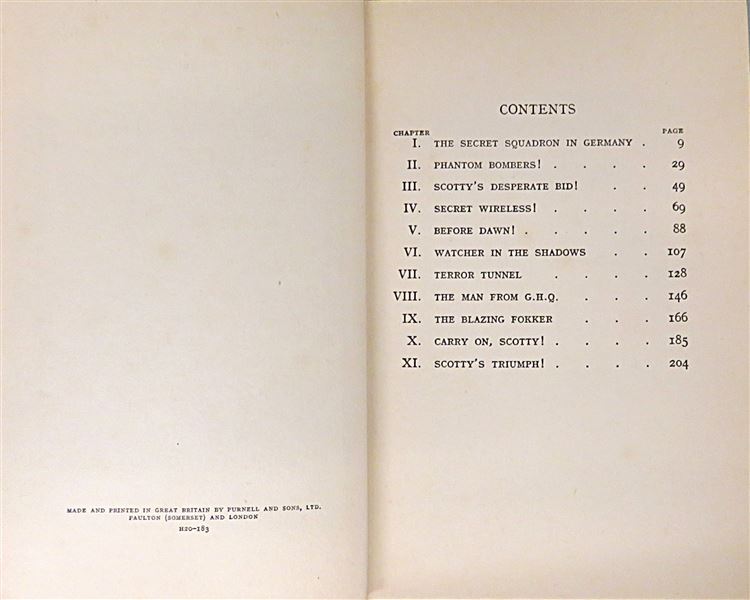 MADE AND PRINTED IN GREAT BRITAIN BY PURNELL AND SONS, LTD.
PAULTON (SOMERSET) AND LONDON
H20-183
CONTENTS
CHAPTER PAGE
I. THE SECRET SQUADRON IN GERMANY . 9
II. PHANTOM BOMBERS! . . . . 29
III. SCOTTY'S DESPERATE BID! . . 49
IV. SECRET WIRELESS! . . . . 69
V. BEFORE DAWN! . . . . . 88
VI. WATCHER IN THE SHADOWS . . 107
VII. TERROR TUNNEL . . . . 128
VIII. THE MAN FROM G.H.Q. . . . 146
IX. THE BLAZING FOKKER . . . 166
X. CARRY ON, SCOTTY! . . . . 185
XI. SCOTTY'S TRIUMPH! . . . . 204